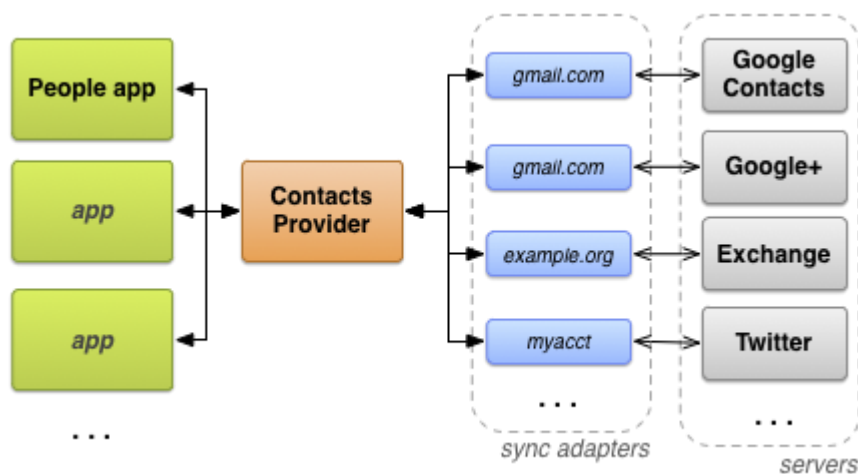 People app
app
app
. . .
Contacts
Provider
gmail.com
gmail.com
example.org
myacct
. . .
sync adapters
Google
Contacts
Google+
Exchange
Twitter
. . .
servers